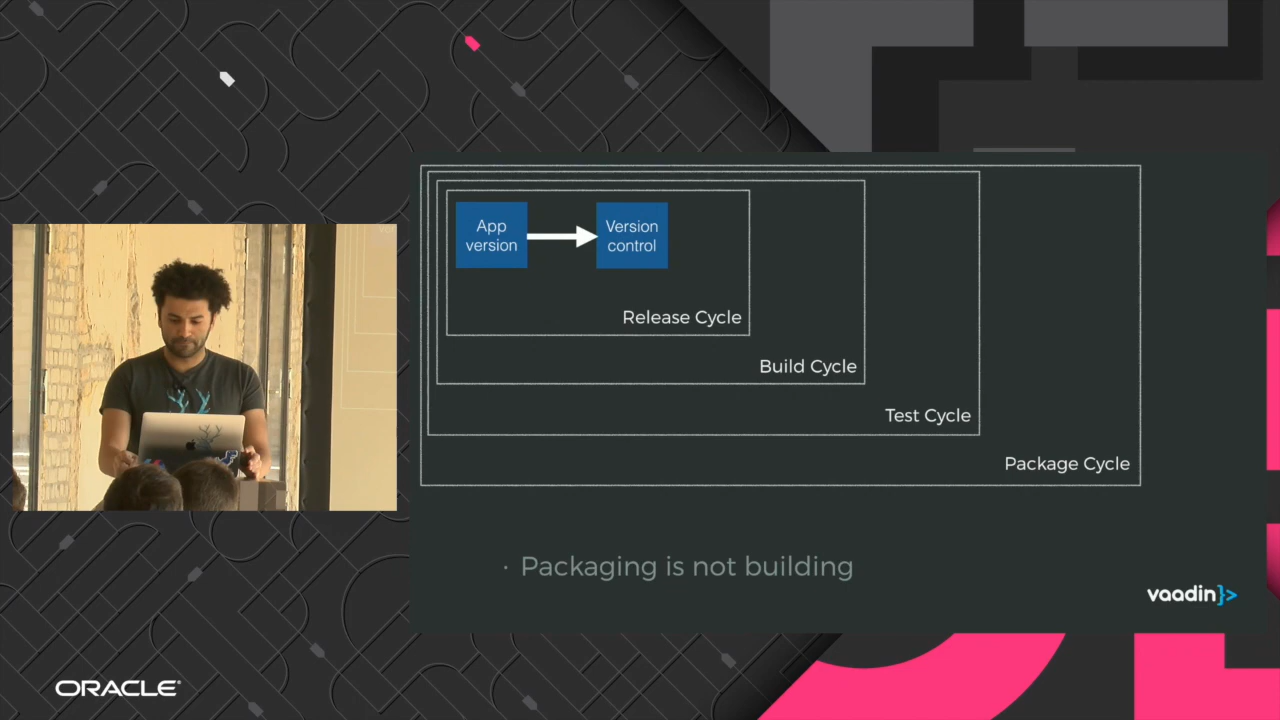 App
version
Version
control
Release Cycle
Build Cycle
Test Cycle
Package Cycle
· Packaging is not building
vaadin}>
ORACLE®